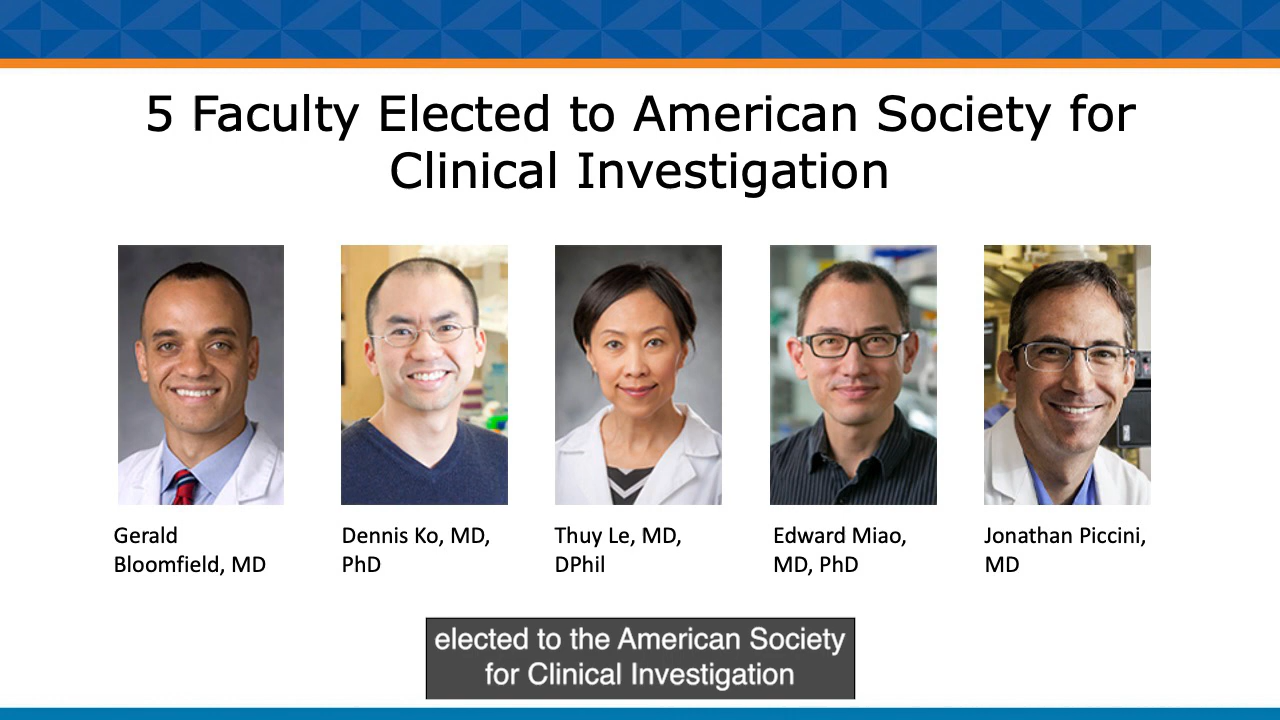 5 Faculty Elected to American Society for
Clinical Investigation
Gerald
Bloomfield, MD
Dennis Ko, MD,
PhD
Thuy Le, MD,
DPhil
Edward Miao,
MD, PhD
Jonathan Piccini,
MD
elected to the American Society
for Clinical Investigation